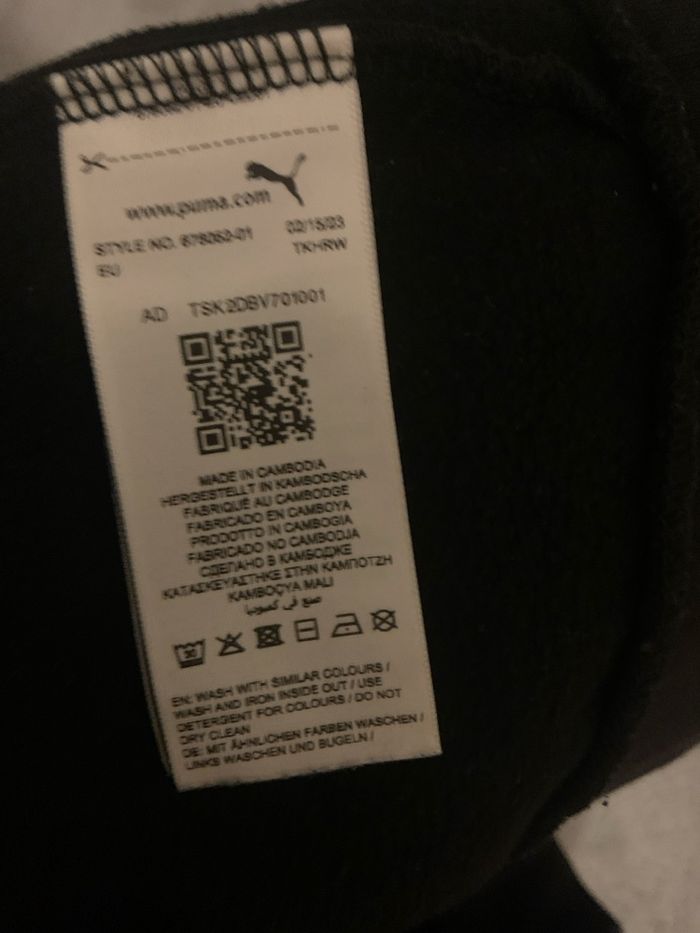 www.puma.com
STYLE NO. 678052-01 02/15/23
EU TKHRW
AD TSK2DBV701001
MADE IN CAMBODIA
HERGESTELLT IN KAMBODSCHA
FABRIQUÉ AU CAMBODGE
FABRICADO EN CAMBOYA
PRODOTTO IN CAMBOGIA
FABRICADO NO CAMBODJA
СДЕЛАНО В КАМБОДЖЕ
ΚΑΤΑΣΚΕΥΑΣΤΗΚΕ ΣΤΗΝ ΚΑΜΠΟΤΖΗ
KAMBOÇYA MALI
صنع في كمبوديا
30
EN: WASH WITH SIMILAR COLOURS /
WASH AND IRON INSIDE OUT / USE
DETERGENT FOR COLOURS / DO NOT
DRY CLEAN
DE: MIT ÄHNLICHEN FARBEN WASCHEN /
LINKS WASCHEN UND BUGELN /